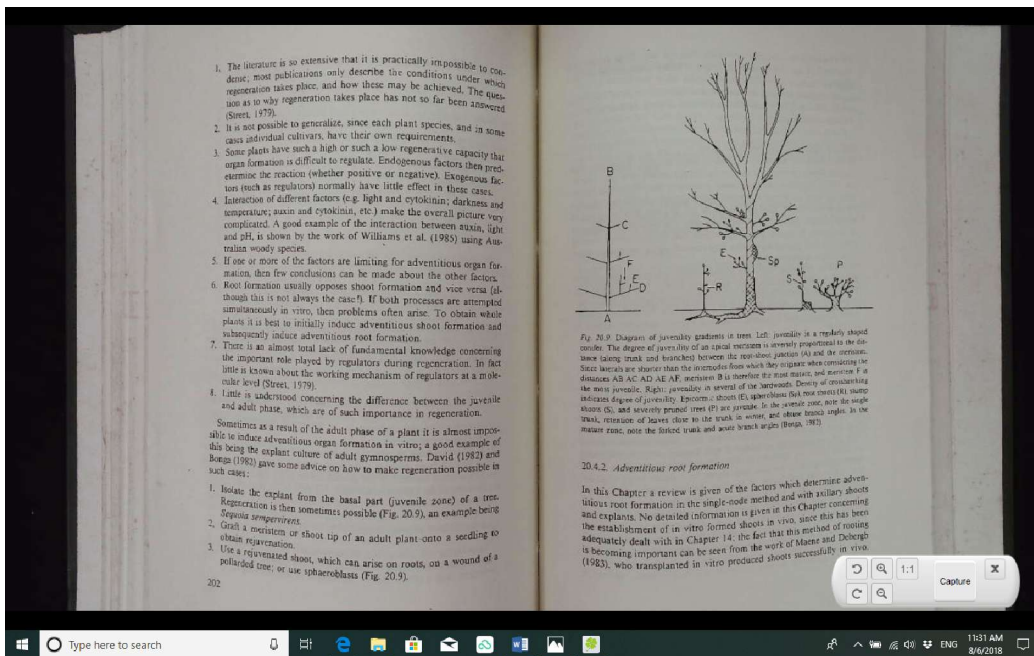 1. The literature is so extensive that it is practically impossible to con-
dense; most publications only describe the conditions under which
regeneration takes place, and how these may be achieved. The ques-
tion as to why regeneration takes place has not so far been answered
(Street, 1979).
2. It is not possible to generalize, since each plant species, and in some
cases individual cultivars, have their own requirements.
3. Some plants have such a high or such a low regenerative capacity that
organ formation is difficult to regulate. Endogenous factors then pred-
etermine the reaction (whether positive or negative). Exogenous fac-
tors (such as regulators) normally have little effect in these cases.
4. Interaction of different factors (e.g. light and cytokinin; darkness and
temperature; auxin and cytokinin, etc.) make the overall picture very
complicated. A good example of the interaction between auxin, light
and pH, is shown by the work of Williams et al. (1985) using Aus-
tralian woody species.
5. If one or more of the factors are limiting for adventitious organ for-
mation, then few conclusions can be made about the other factors.
6. Root formation usually opposes shoot formation and vice versa (al-
though this is not always the case!). If both processes are attempted
simultaneously in vitro, then problems often arise. To obtain whole
plants it is best to initially induce adventitious shoot formation and
subsequently induce adventitious root formation.
7. There is an almost total lack of fundamental knowledge concerning
the important role played by regulators during regeneration. In fact
little is known about the working mechanism of regulators at a mole-
cular level (Street, 1979).
8. Little is understood concerning the difference between the juvenile
and adult phase, which are of such importance in regeneration.
Sometimes as a result of the adult phase of a plant it is almost impos-
sible to induce adventitious organ formation in vitro; a good example of
this being the explant culture of adult gymnosperms. David (1982) and
Bonga (1982) gave some advice on how to make regeneration possible in
such cases:
1. Isolate the explant from the basal part (juvenile zone) of a tree.
Regeneration is then sometimes possible (Fig. 20.9), an example being
Sequoia sempervirens.
2. Graft a meristem or shoot tip of an adult plant onto a seedling to
obtain rejuvenation.
3. Use a rejuvenated shoot, which can arise on roots, on a wound of a
pollarded tree; or use sphaeroblasts (Fig. 20.9).
202
B
C
F
E
D
A
E
Sp
R
S
P
Fig. 20.9. Diagram of juvenility gradients in trees. Left: juvenility in a regularly shaped
conifer. The degree of juvenility of an apical meristem is inversely proportional to the dis-
tance (along trunk and branches) between the root-shoot junction (A) and the meristem.
Since laterals are shorter than the internodes from which they originate when considering the
distances AB AC AD AE AF, meristem B is therefore the most mature, and meristem F is
the most juvenile. Right: juvenility in several of the hardwoods. Density of crosshatching
indicates degree of juvenility. Epicormic shoots (E), sphaeroblasts (Sp), root shoots (R), stump
shoots (S), and severely pruned trees (P) are juvenile. In the juvenile zone, note the single
trunk, retention of leaves close to the trunk in winter, and obtuse branch angles. In the
mature zone, note the forked trunk and acute branch angles (Bonga, 1982).
20.4.2. Adventitious root formation
In this Chapter a review is given of the factors which determine adven-
titious root formation in the single-node method and with axillary shoots
and explants. No detailed information is given in this Chapter concerning
the establishment of in vitro formed shoots in vivo, since this has been
adequately dealt with in Chapter 14; the fact that this method of rooting
is becoming important can be seen from the work of Maene and Debergh
(1983), who transplanted in vitro produced shoots successfully in vivo.
1:1
Capture
X
Type here to search
ENG
11:31 AM
8/6/2018